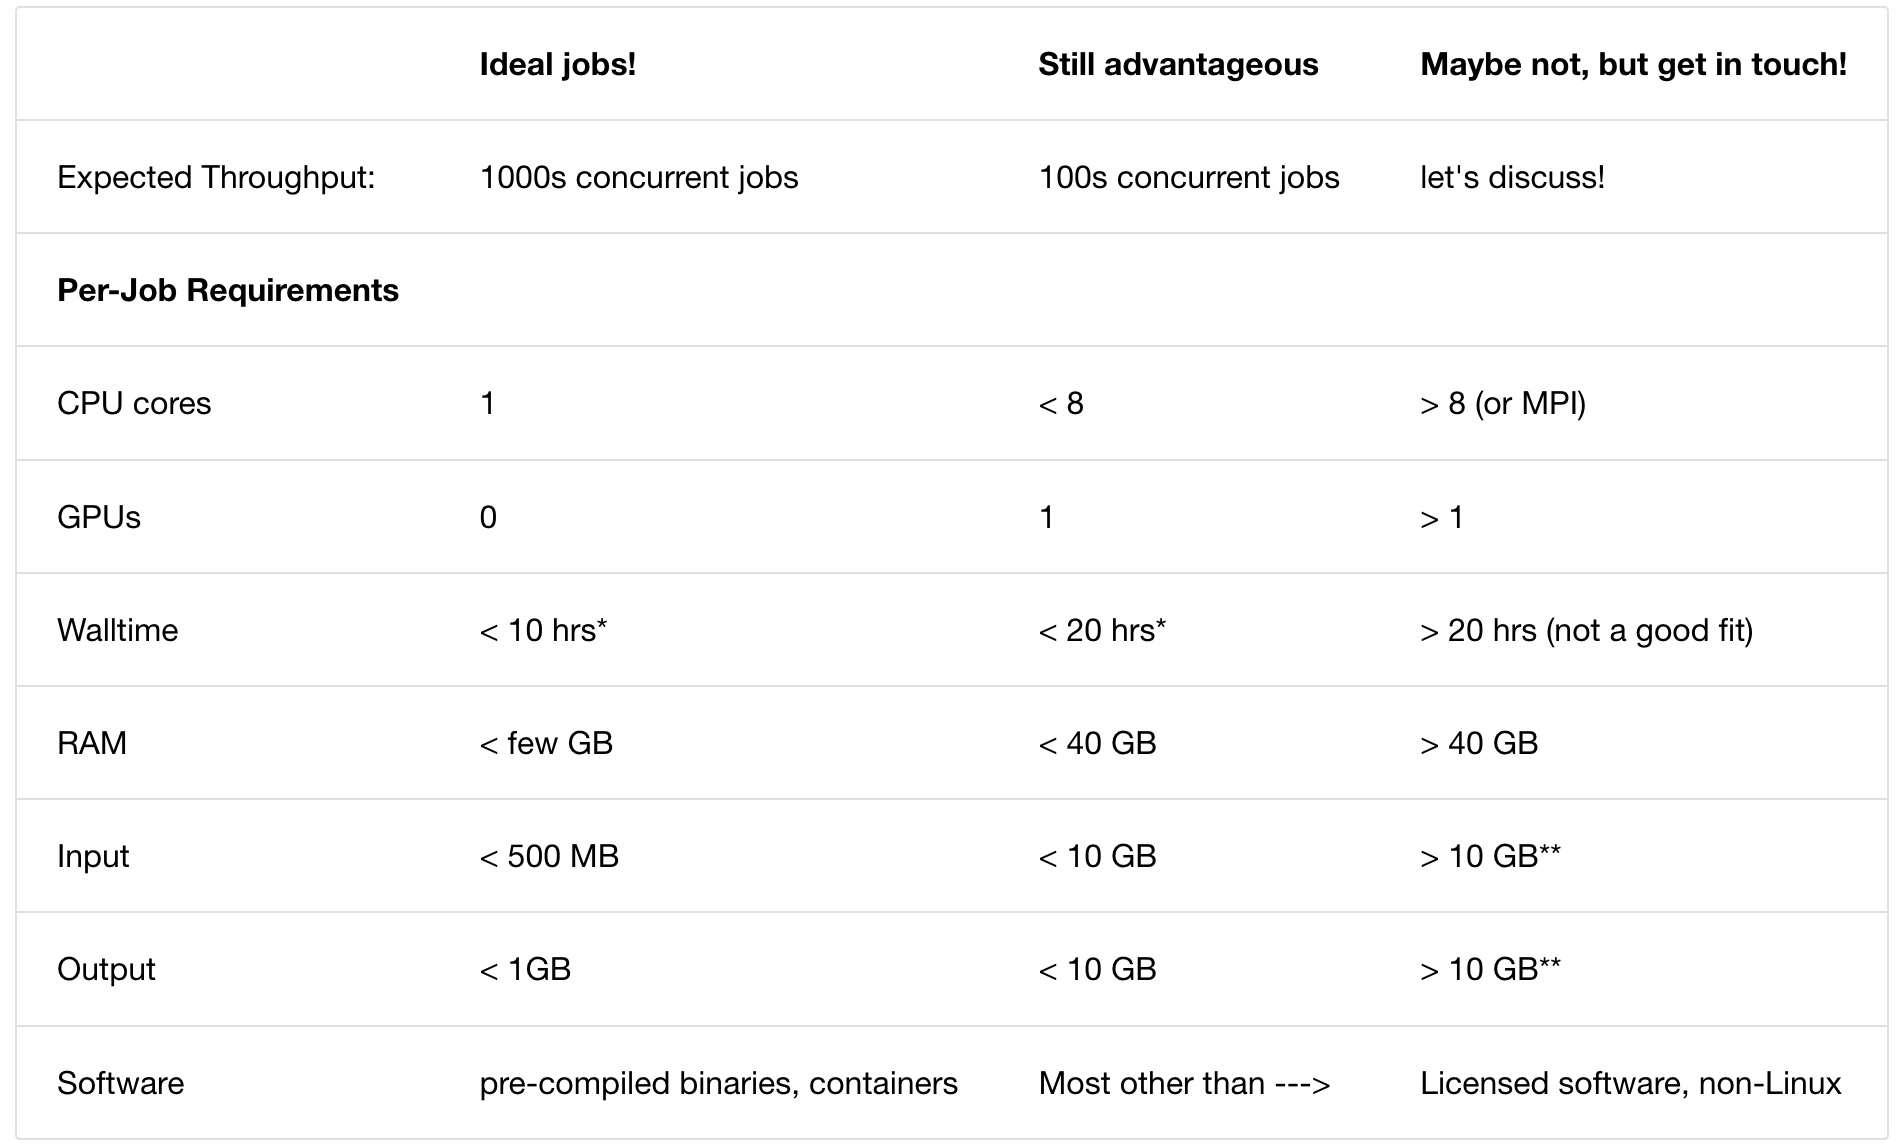 Ideal jobs! Still advantageous Maybe not, but get in touch!
Expected Throughput: 1000s concurrent jobs 100s concurrent jobs let's discuss!
Per-Job Requirements
CPU cores 1 < 8 > 8 (or MPI)
GPUs 0 1 > 1
Walltime < 10 hrs* < 20 hrs* > 20 hrs (not a good fit)
RAM < few GB < 40 GB > 40 GB
Input < 500 MB < 10 GB > 10 GB**
Output < 1GB < 10 GB > 10 GB**
Software pre-compiled binaries, containers Most other than ---> Licensed software, non-Linux